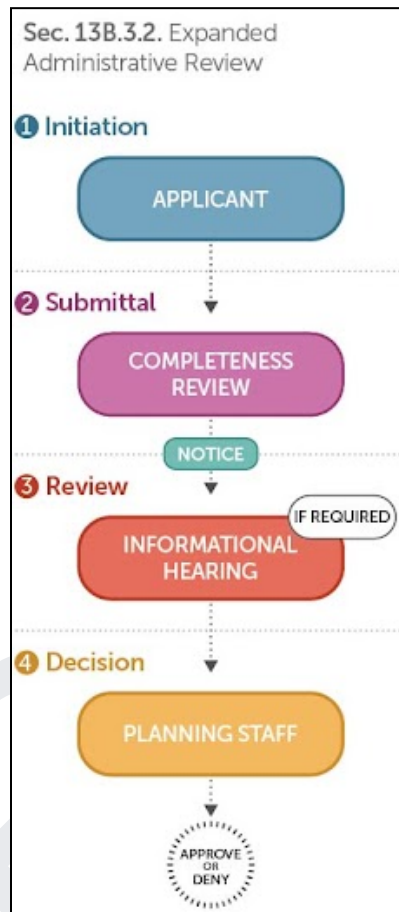 Sec. 13B.3.2. Expanded
Administrative Review
1 Initiation
APPLICANT
2 Submittal
COMPLETENESS
REVIEW
NOTICE
3 Review
IF REQUIRED
INFORMATIONAL
HEARING
4 Decision
PLANNING STAFF
APPROVE
OR
DENY